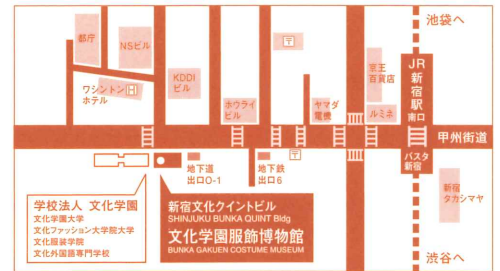 池袋へ
都庁
NSビル
〒
KDDI
ビル
京王
百貨店
JR
新宿駅
南口
ワシントン H
ホテル
ホウライ
ビル
ヤマダ
電機
ルミネ
甲州街道
地下道
出口O-1
地下鉄
出口6
〒
バスタ
新宿
新宿
タカシマヤ
学校法人 文化学園
文化学園大学
文化ファッション大学院大学
文化服装学院
文化外国語専門学校
新宿文化クイントビル
SHINJUKU BUNKA QUINT Bldg
文化学園服飾博物館
BUNKA GAKUEN COSTUME MUSEUM
渋谷へ